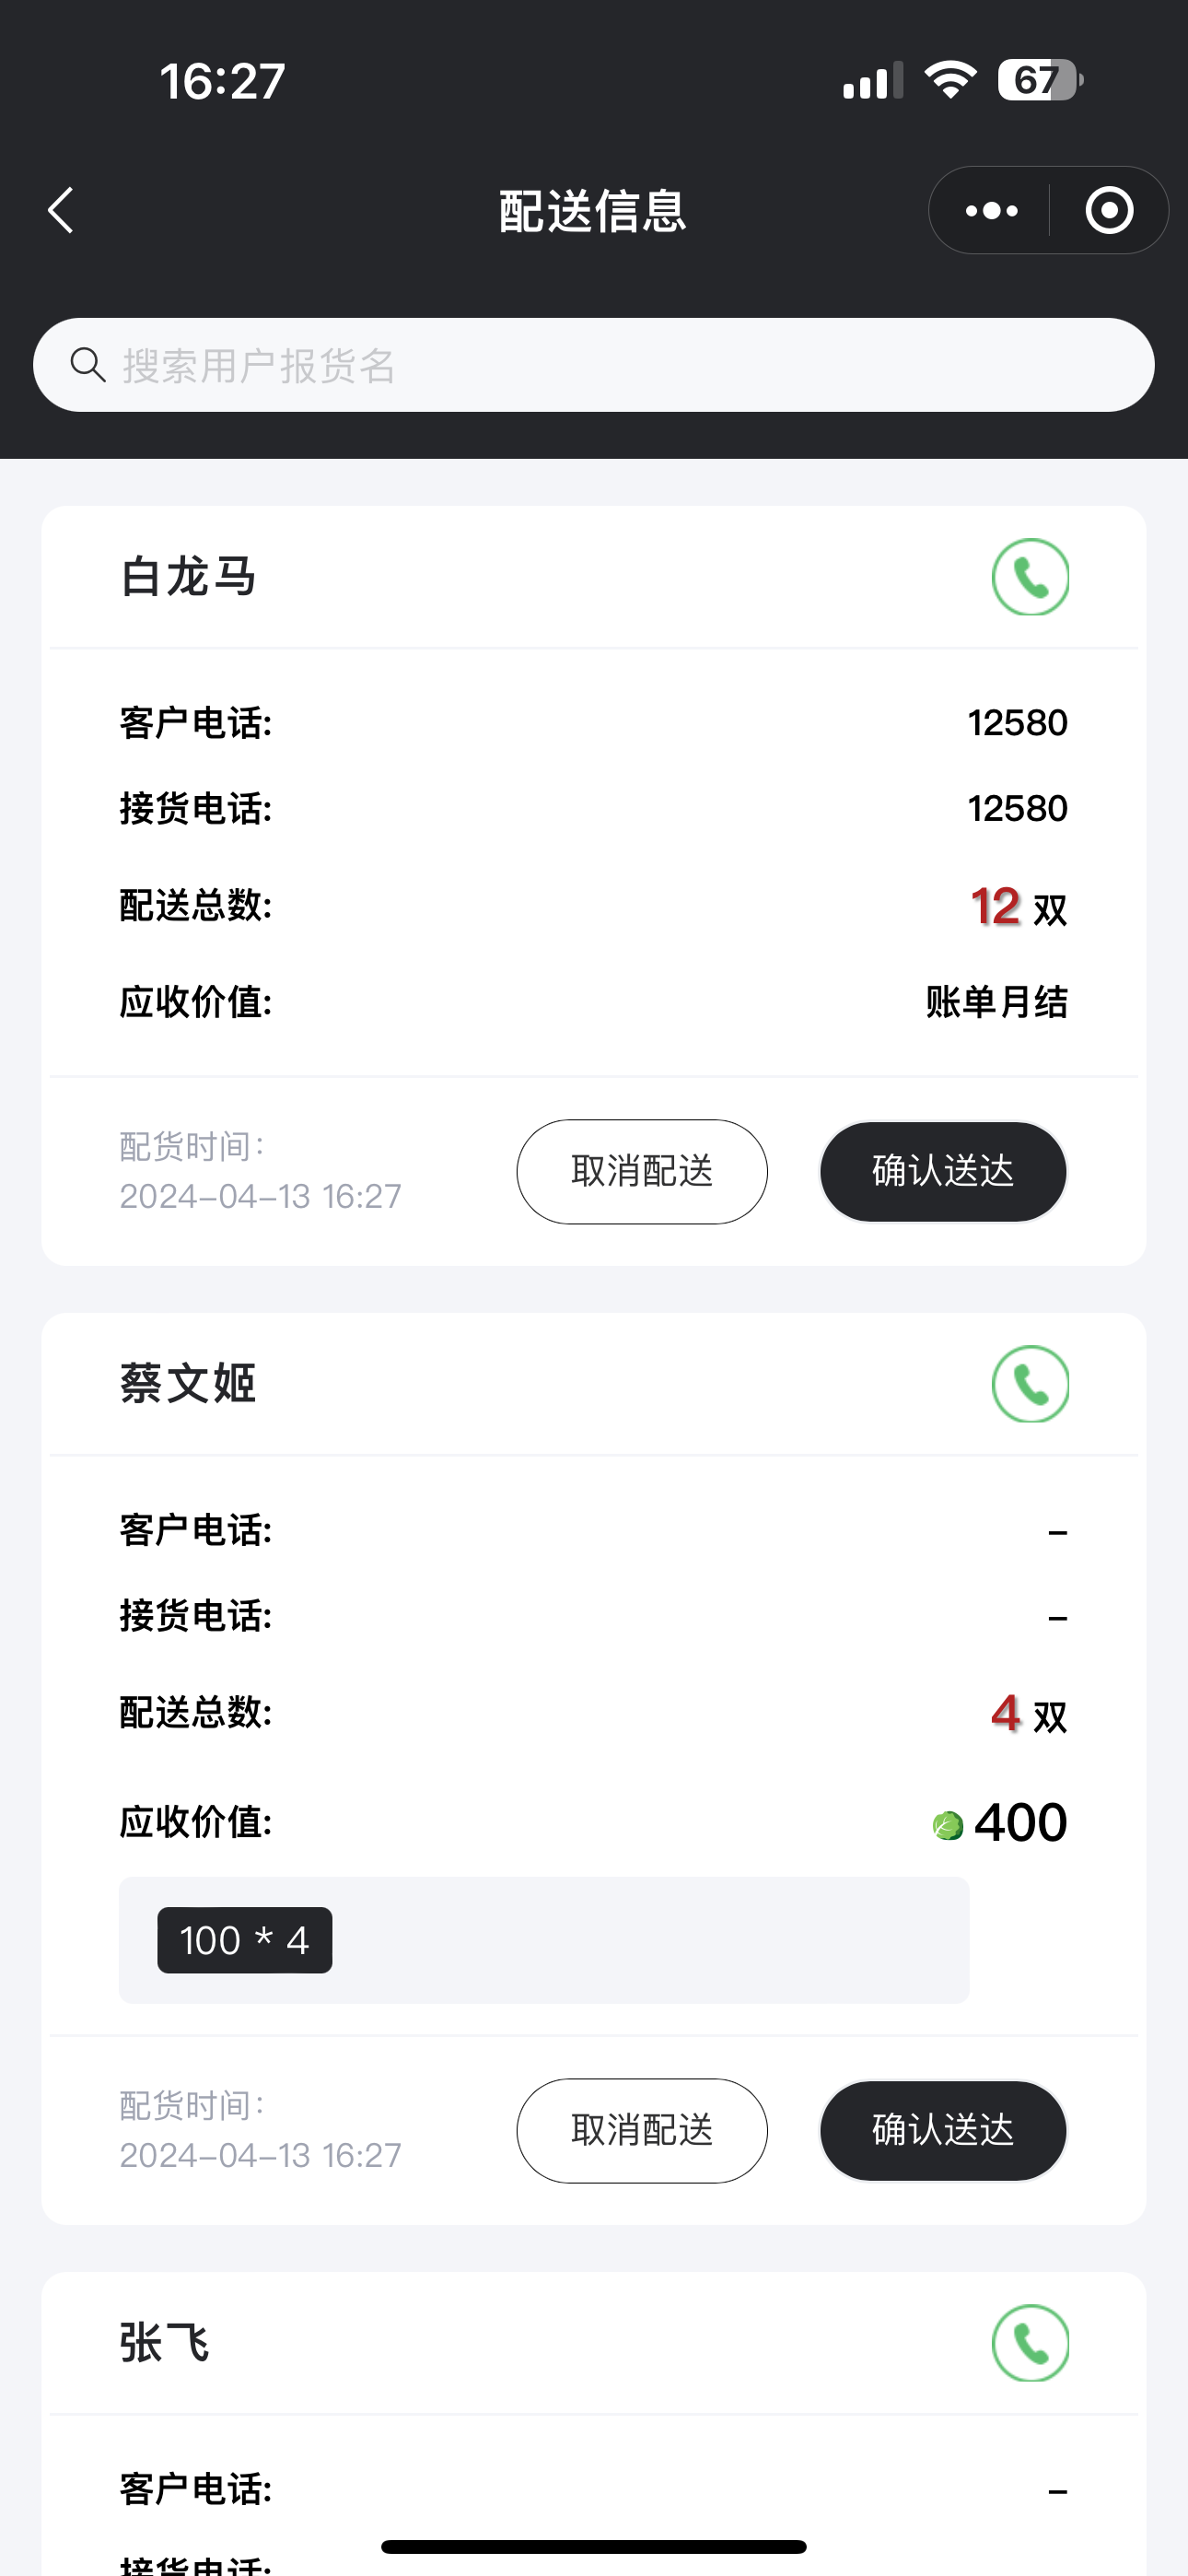 16:27
67
配送信息
搜索用户报货名
白龙马
客户电话: 12580
接货电话: 12580
配送总数: 12 双
应收价值: 账单月结
配货时间:
2024-04-13 16:27
取消配送
确认送达
蔡文姬
客户电话: -
接货电话: -
配送总数: 4 双
应收价值: 400
100 * 4
配货时间:
2024-04-13 16:27
取消配送
确认送达
张飞
客户电话: -
接货电话: